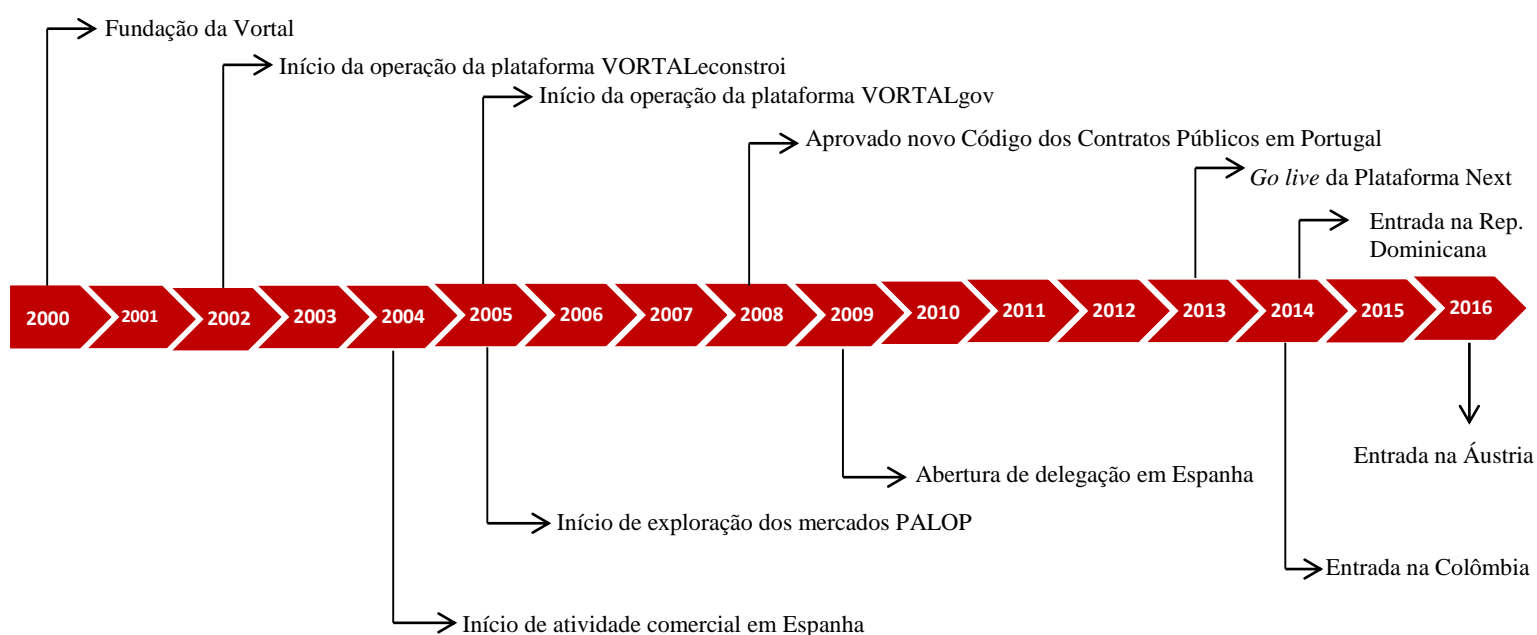 Fundação da Vortal
Início da operação da plataforma VORTALeconstroi
Início da operação da plataforma VORTALgov
Aprovado novo Código dos Contratos Públicos em Portugal
Go live da Plataforma Next
Entrada na Rep.
Dominicana
2000 2001 2002 2003 2004 2005 2006 2007 2008 2009 2010 2011 2012 2013 2014 2015 2016
Entrada na Áustria
Abertura de delegação em Espanha
Início de exploração dos mercados PALOP
Entrada na Colômbia
Início de atividade comercial em Espanha